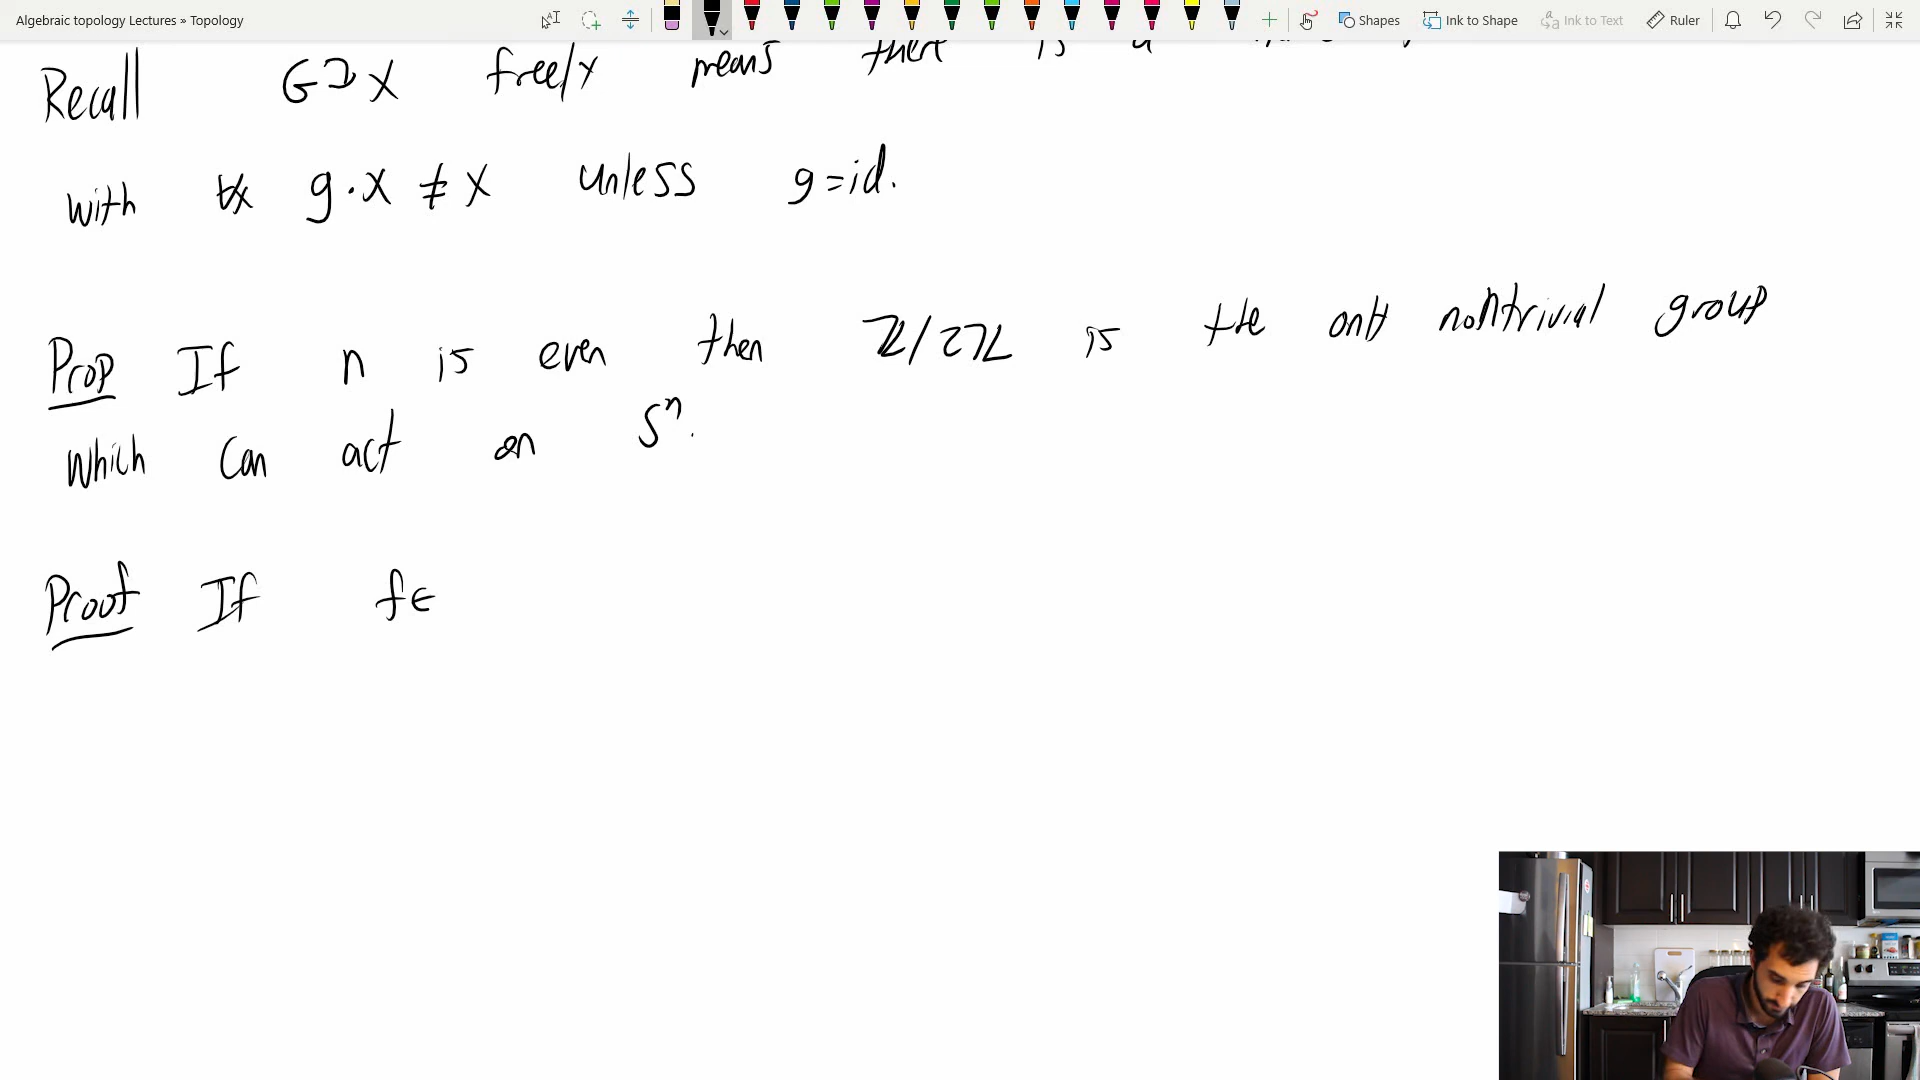 Algebraic topology Lectures » Topology
Shapes Ink to Shape Ink to Text Ruler
Recall G⊃X freely means there is a
with ∀x g·x ≠ x unless g=id.
Prop If n is even then ℤ/2ℤ is the only nontrivial group
which can act on Sⁿ.
Proof If f∈